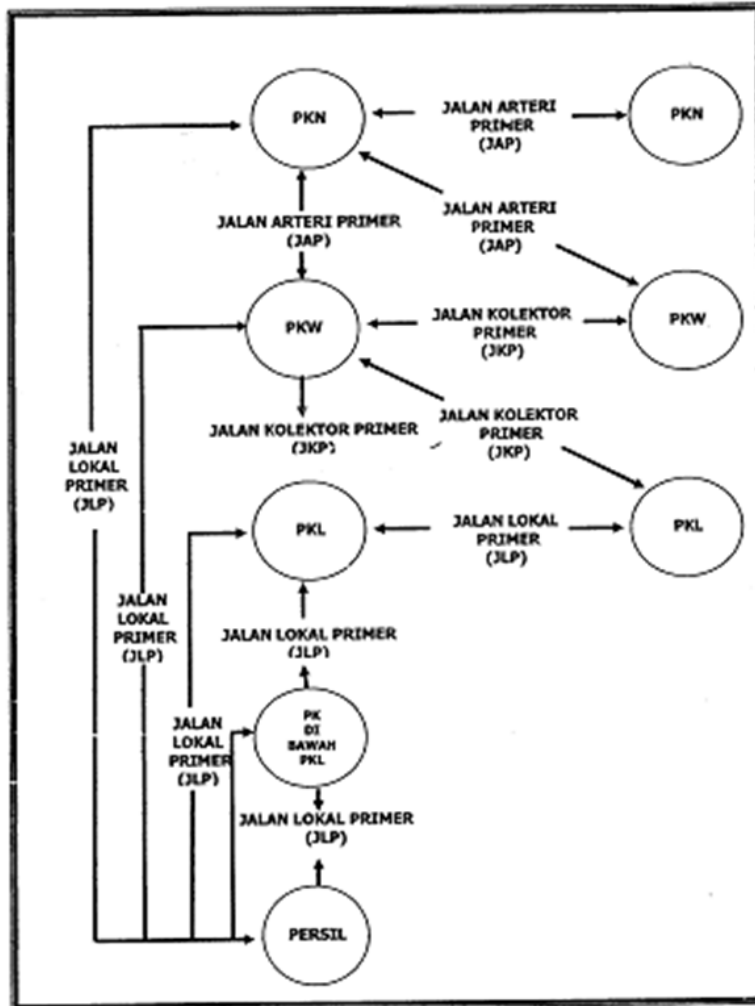 PKN
JALAN ARTERI
PRIMER
(JAP)
PKN
JALAN ARTERI PRIMER
(JAP)
JALAN ARTERI
PRIMER
(JAP)
PKW
JALAN KOLEKTOR
PRIMER
(JKP)
PKW
JALAN KOLEKTOR PRIMER
(JKP)
JALAN KOLEKTOR
PRIMER
(JKP)
JALAN
LOKAL
PRIMER
(JLP)
PKL
JALAN LOKAL
PRIMER
(JLP)
PKL
JALAN
LOKAL
PRIMER
(JLP)
JALAN LOKAL PRIMER
(JLP)
JALAN
LOKAL
PRIMER
(JLP)
PK
DI
BAWAH
PKL
JALAN LOKAL PRIMER
(JLP)
PERSIL